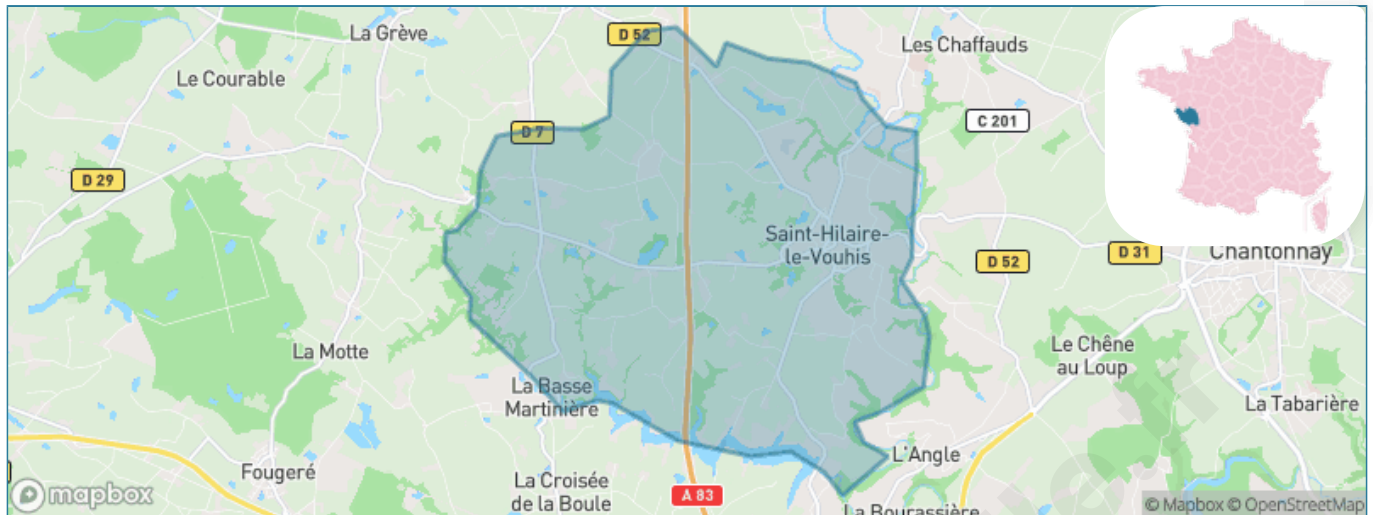 La Grève
D 52
Les Chaffauds
Le Courable
C 201
D 7
D 29
Saint-Hilaire-
le-Vouhis
D 52
D 31
Chantonnay
La Motte
Le Chêne
au Loup
La Basse
Martinière
La Tabarière
L'Angle
Fougeré
La Croisée
de la Boule
A 83
La Bourassière
mapbox
© Mapbox © OpenStreetMap